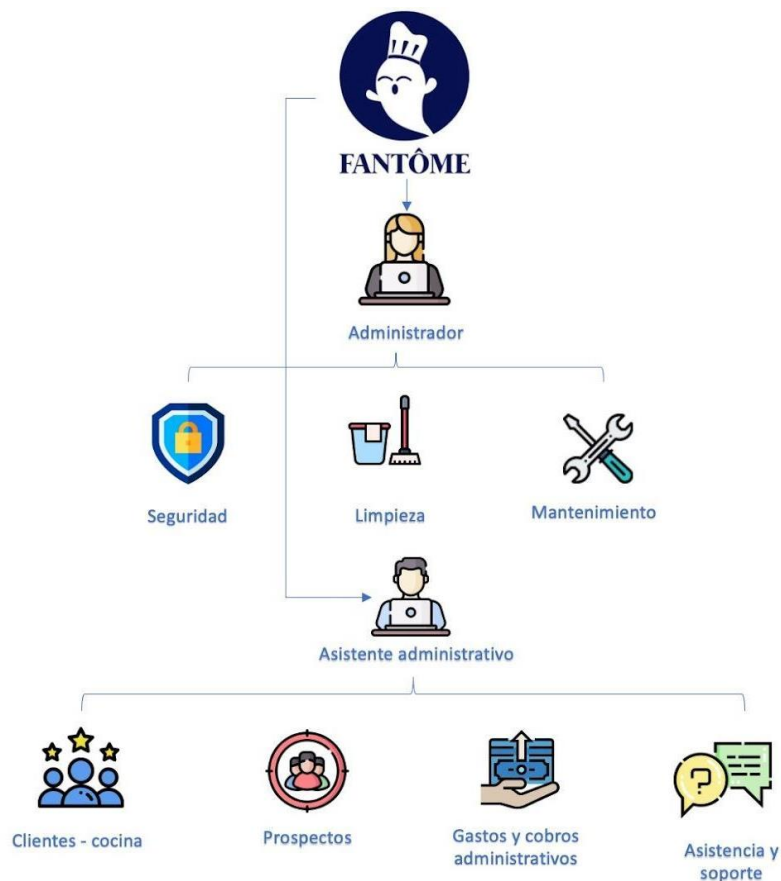 FANTÔME
Administrador
Seguridad
Limpieza
Mantenimiento
Asistente administrativo
Clientes - cocina
Prospectos
Gastos y cobros
administrativos
Asistencia y
soporte